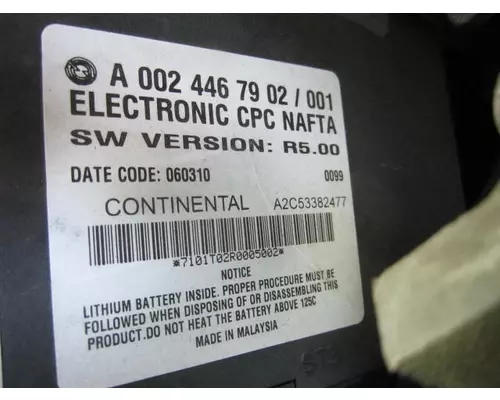 A 002 446 7902/001
ELECTRONIC CPC NAFTA
SW VERSION: R5.00
DATE CODE: 060310 0099
CONTINENTAL A2C53382477
*7101T02R0005002*
NOTICE
LITHIUM BATTERY INSIDE. PROPER PROCEDURE MUST BE
FOLLOWED WHEN DISPOSING OF OR DISASSEMBLING THIS
PRODUCT.DO NOT HEAT THE BATTERY ABOVE 125C
MADE IN MALAYSIA